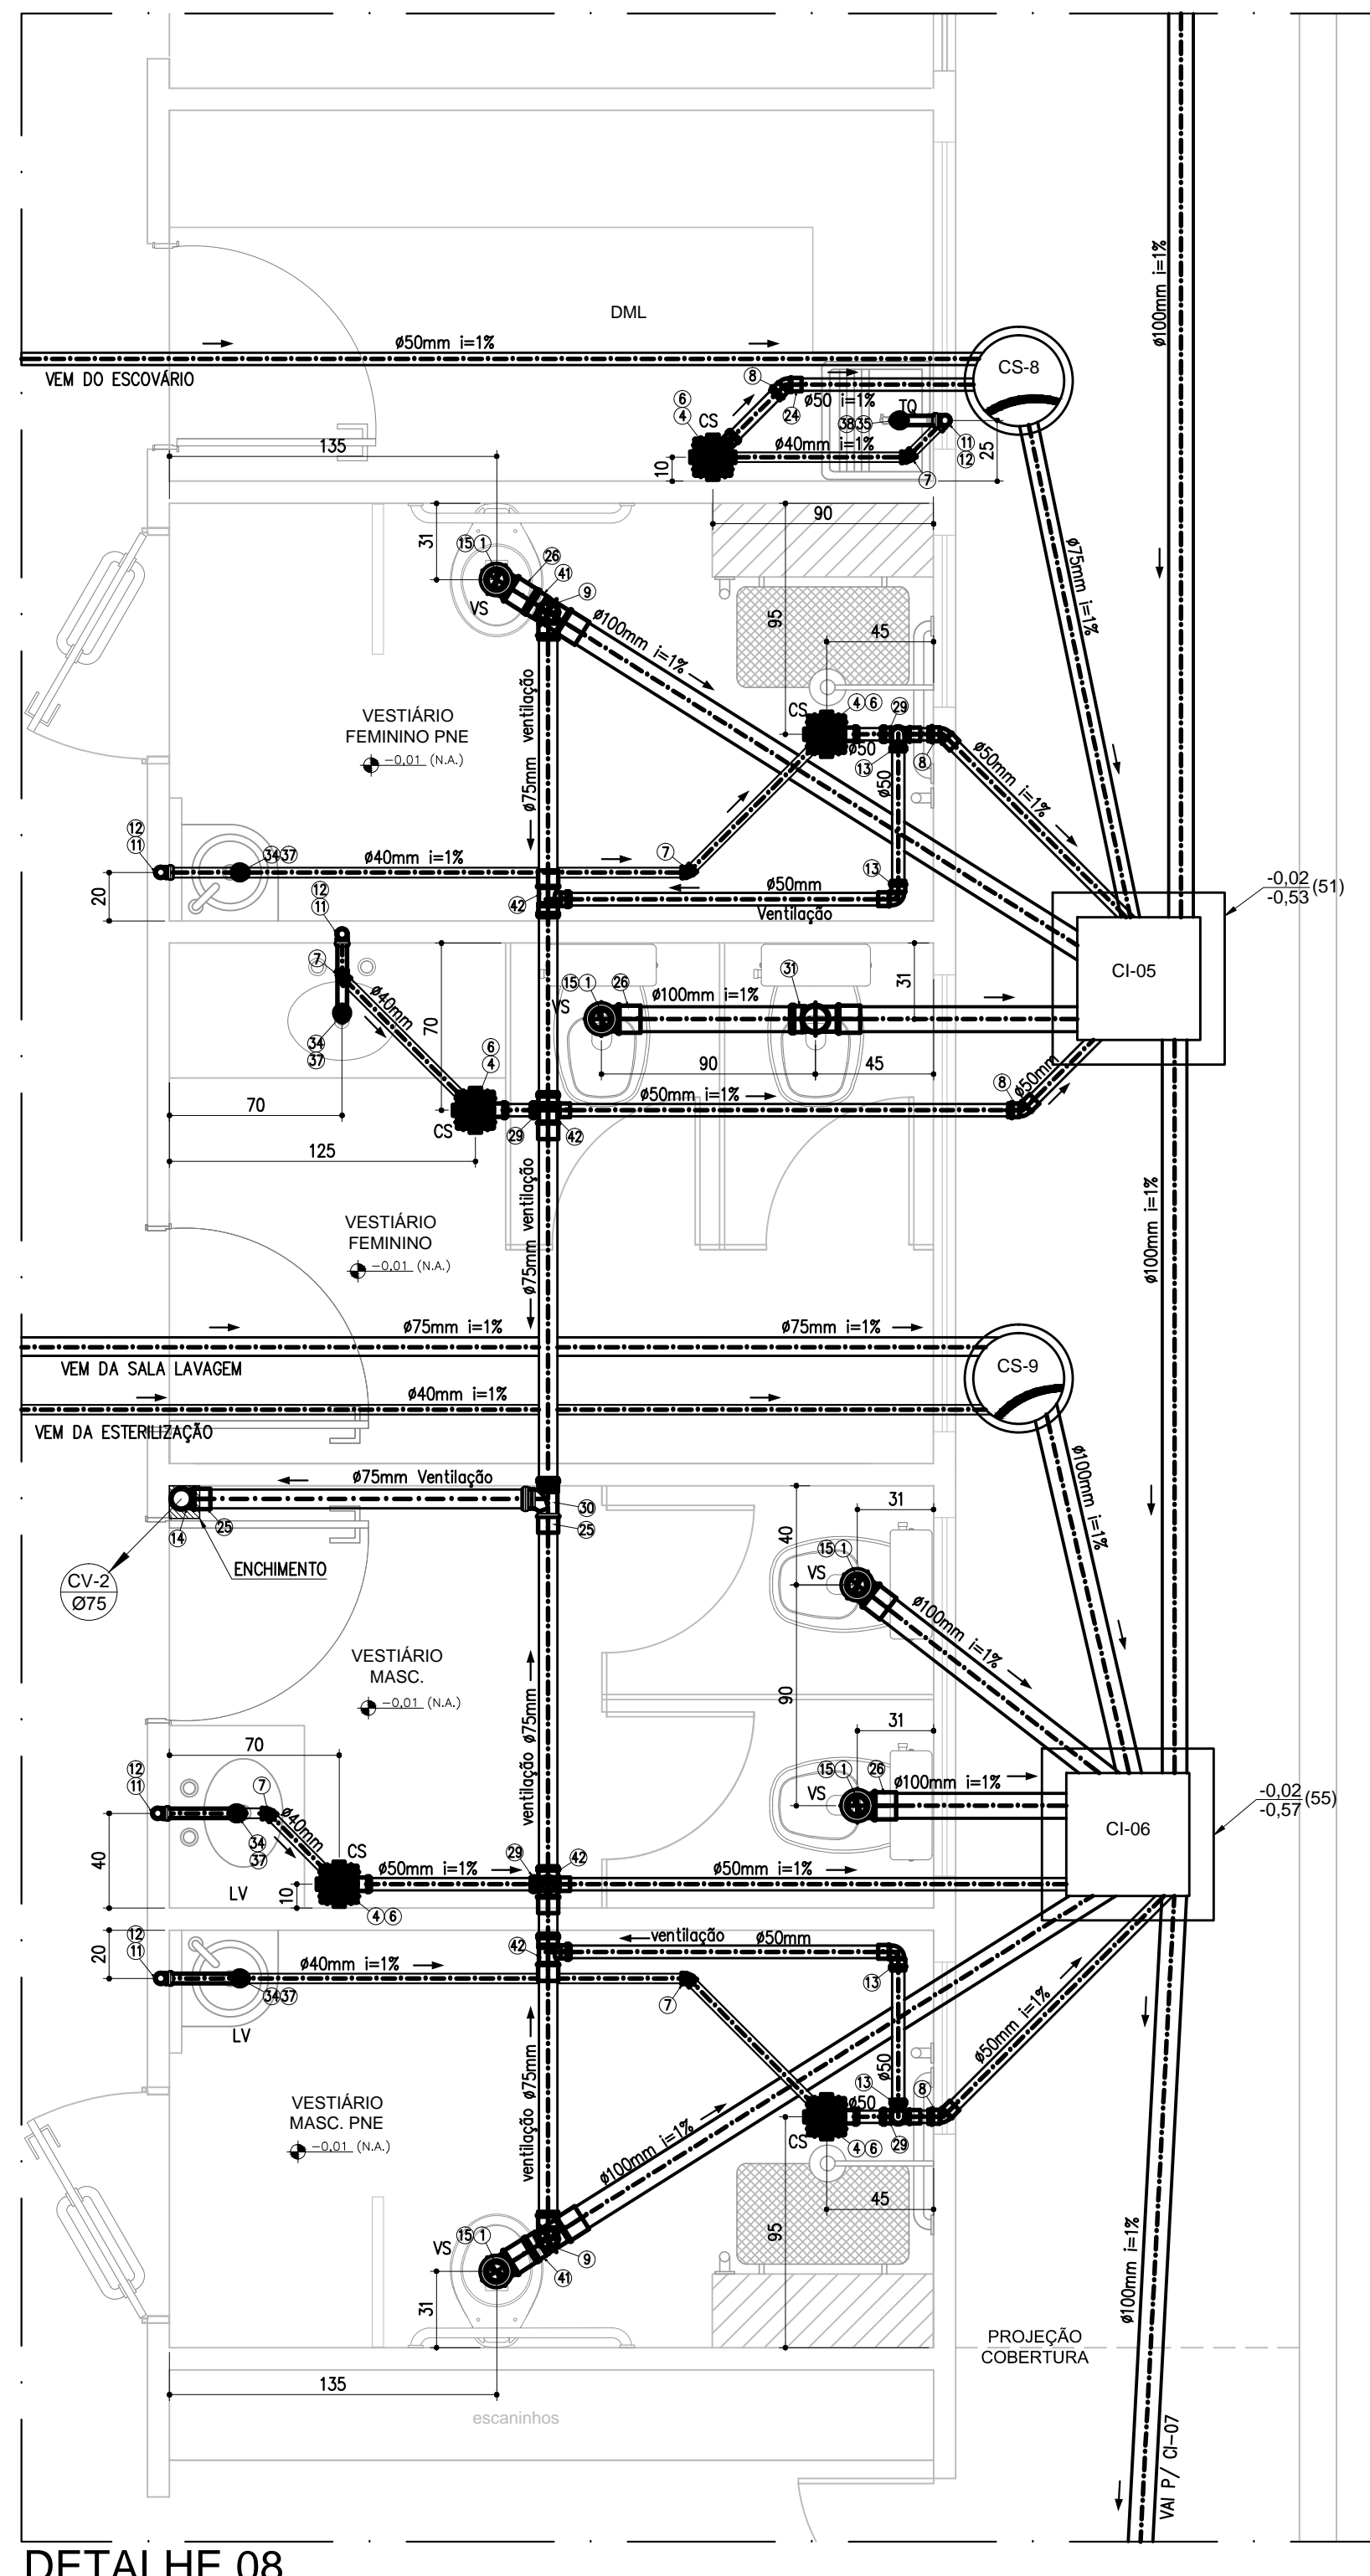 DML
ø100mm i=1%
ø50mm i=1%
VEM DO ESCOVÁRIO
CS-8
8
24
ø50 i=1%
6
4
CS
TQ
38 35
ø40mm i=1%
11
12
25
7
10
135
90
31
15 1
26
41
9
VS
ø100mm i=1%
95
45
ø75mm i=1%
VESTIÁRIO
FEMININO PNE
-0,01 (N.A.)
ø75mm ventilação
CS
4 6
29
ø50
13
8
ø50
ø50mm i=1%
12
11
34 37
ø40mm i=1%
7
13
20
42
ø50mm
Ventilação
-0,02
-0,53 (51)
CI-05
12
11
7
ø40mm
34
37
70
15 1
26
VS
ø100mm i=1%
31
31
90
45
6
4
CS
ø50mm i=1%
8
ø50mm
29
42
70
125
ø75mm ventilação
ø100mm i=1%
VESTIÁRIO
FEMININO
-0,01 (N.A.)
ø75mm i=1%
ø75mm i=1%
VEM DA SALA LAVAGEM
CS-9
ø40mm i=1%
VEM DA ESTERILIZAÇÃO
ø75mm Ventilação
30
25
14
25
ENCHIMENTO
CV-2
Ø75
ø100mm i=1%
40
31
15 1
VS
ø100mm i=1%
VESTIÁRIO
MASC.
-0,01 (N.A.)
ventilação ø75mm
90
31
15 1
26
VS
ø100mm i=1%
-0,02
-0,57 (55)
CI-06
70
12
11
7
ø40mm
34
37
40
CS
LV
10
4 6
ø50mm i=1%
29
42
ø50mm i=1%
12
11
20
ø40mm i=1%
34 37
LV
42
ventilação ø50mm
13
7
ø50
13
ø50
8
ø50mm i=1%
CS
4 6
29
VESTIÁRIO
MASC. PNE
-0,01 (N.A.)
ventilação ø75mm
ø100mm i=1%
45
95
15 1
VS
9
41
31
135
ø100mm i=1%
PROJEÇÃO
COBERTURA
escaninhos
VAI P/ CI-07
DETALHE 08